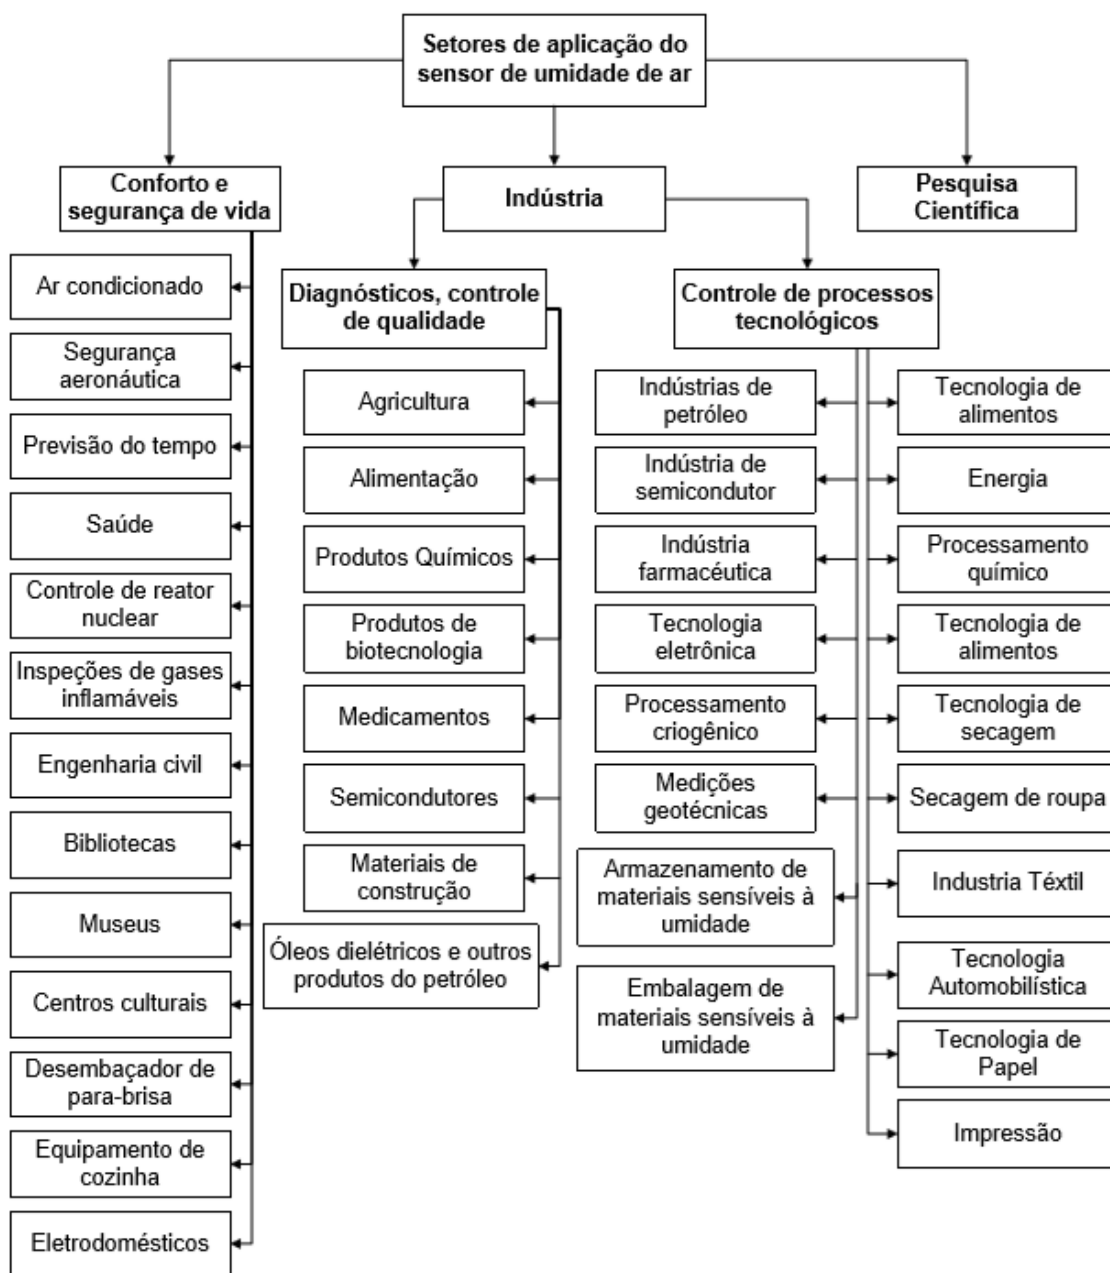 Setores de aplicação do
sensor de umidade de ar
Conforto e
segurança de vida
Indústria
Pesquisa
Científica
Ar condicionado
Segurança
aeronáutica
Previsão do tempo
Saúde
Controle de reator
nuclear
Inspeções de gases
inflamáveis
Engenharia civil
Bibliotecas
Museus
Centros culturais
Desembaçador de
para-brisa
Equipamento de
cozinha
Eletrodomésticos
Diagnósticos, controle
de qualidade
Agricultura
Alimentação
Produtos Químicos
Produtos de
biotecnologia
Medicamentos
Semicondutores
Materiais de
construção
Óleos dielétricos e outros
produtos do petróleo
Controle de processos
tecnológicos
Indústrias de
petróleo
Indústria de
semicondutor
Indústria
farmacéutica
Tecnologia
eletrônica
Processamento
criogênico
Medições
geotécnicas
Armazenamento de
materiais sensíveis à
umidade
Embalagem de
materiais sensíveis à
umidade
Tecnologia de
alimentos
Energia
Processamento
químico
Tecnologia de
alimentos
Tecnologia de
secagem
Secagem de roupa
Industria Téxtil
Tecnologia
Automobilística
Tecnologia de
Papel
Impressão